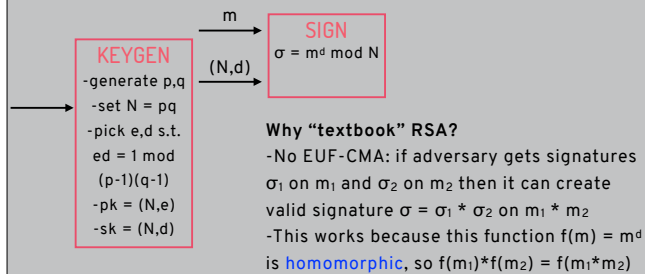 m
SIGN
σ = mᵈ mod N
(N,d)
KEYGEN
-generate p,q
-set N = pq
-pick e,d s.t.
ed = 1 mod
(p-1)(q-1)
-pk = (N,e)
-sk = (N,d)
Why “textbook” RSA?
-No EUF-CMA: if adversary gets signatures
σ₁ on m₁ and σ₂ on m₂ then it can create
valid signature σ = σ₁ * σ₂ on m₁ * m₂
-This works because this function f(m) = mᵈ
is homomorphic, so f(m₁)*f(m₂) = f(m₁*m₂)